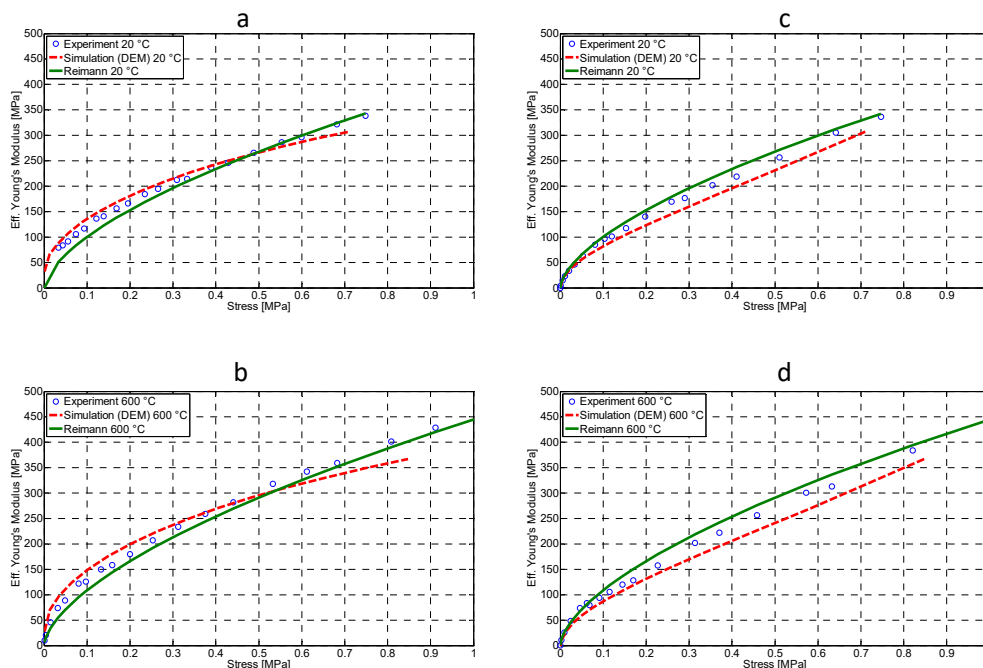 a
Eff. Young's Modulus [MPa]
500
450
400
350
300
250
200
150
100
50
0
Experiment 20 °C
Simulation (DEM) 20 °C
Reimann 20 °C
0 0.1 0.2 0.3 0.4 0.5 0.6 0.7 0.8 0.9 1
Stress [MPa]
c
Eff. Young's Modulus [MPa]
500
450
400
350
300
250
200
150
100
50
0
Experiment 20 °C
Simulation (DEM) 20 °C
Reimann 20 °C
0 0.1 0.2 0.3 0.4 0.5 0.6 0.7 0.8 0.9
Stress [MPa]
b
Eff. Young's Modulus [MPa]
500
450
400
350
300
250
200
150
100
50
0
Experiment 600 °C
Simulation (DEM) 600 °C
Reimann 600 °C
0 0.1 0.2 0.3 0.4 0.5 0.6 0.7 0.8 0.9 1
Stress [MPa]
d
Eff. Young's Modulus [MPa]
500
450
400
350
300
250
200
150
100
50
0
Experiment 600 °C
Simulation (DEM) 600 °C
Reimann 600 °C
0 0.1 0.2 0.3 0.4 0.5 0.6 0.7 0.8 0.9
Stress [MPa]